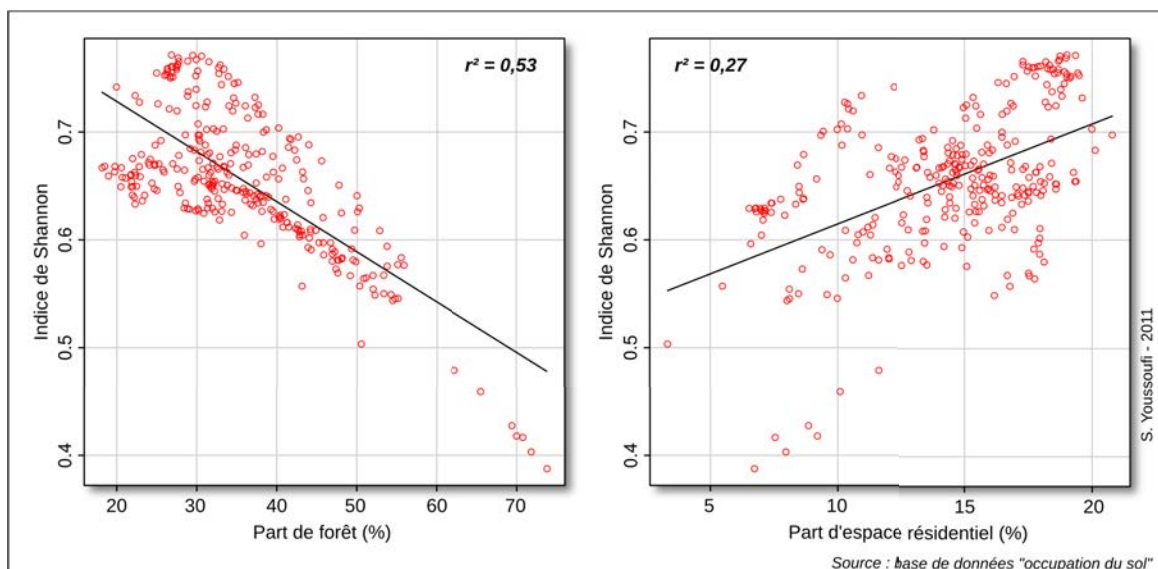 r² = 0,53
Indice de Shannon
0.7
0.6
0.5
0.4
20 30 40 50 60 70
Part de forêt (%)
r² = 0,27
Indice de Shannon
0.7
0.6
0.5
0.4
5 10 15 20
Part d'espace résidentiel (%)
S. Youssoufi - 2011
Source : base de données "occupation du sol"